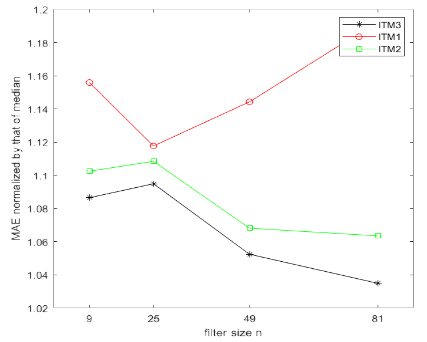 1.2
1.18
1.16
1.14
1.12
1.1
1.08
1.06
1.04
1.02
MAE normalized by that of median
ITM3
ITM1
ITM2
9 25 49 81
filter size n